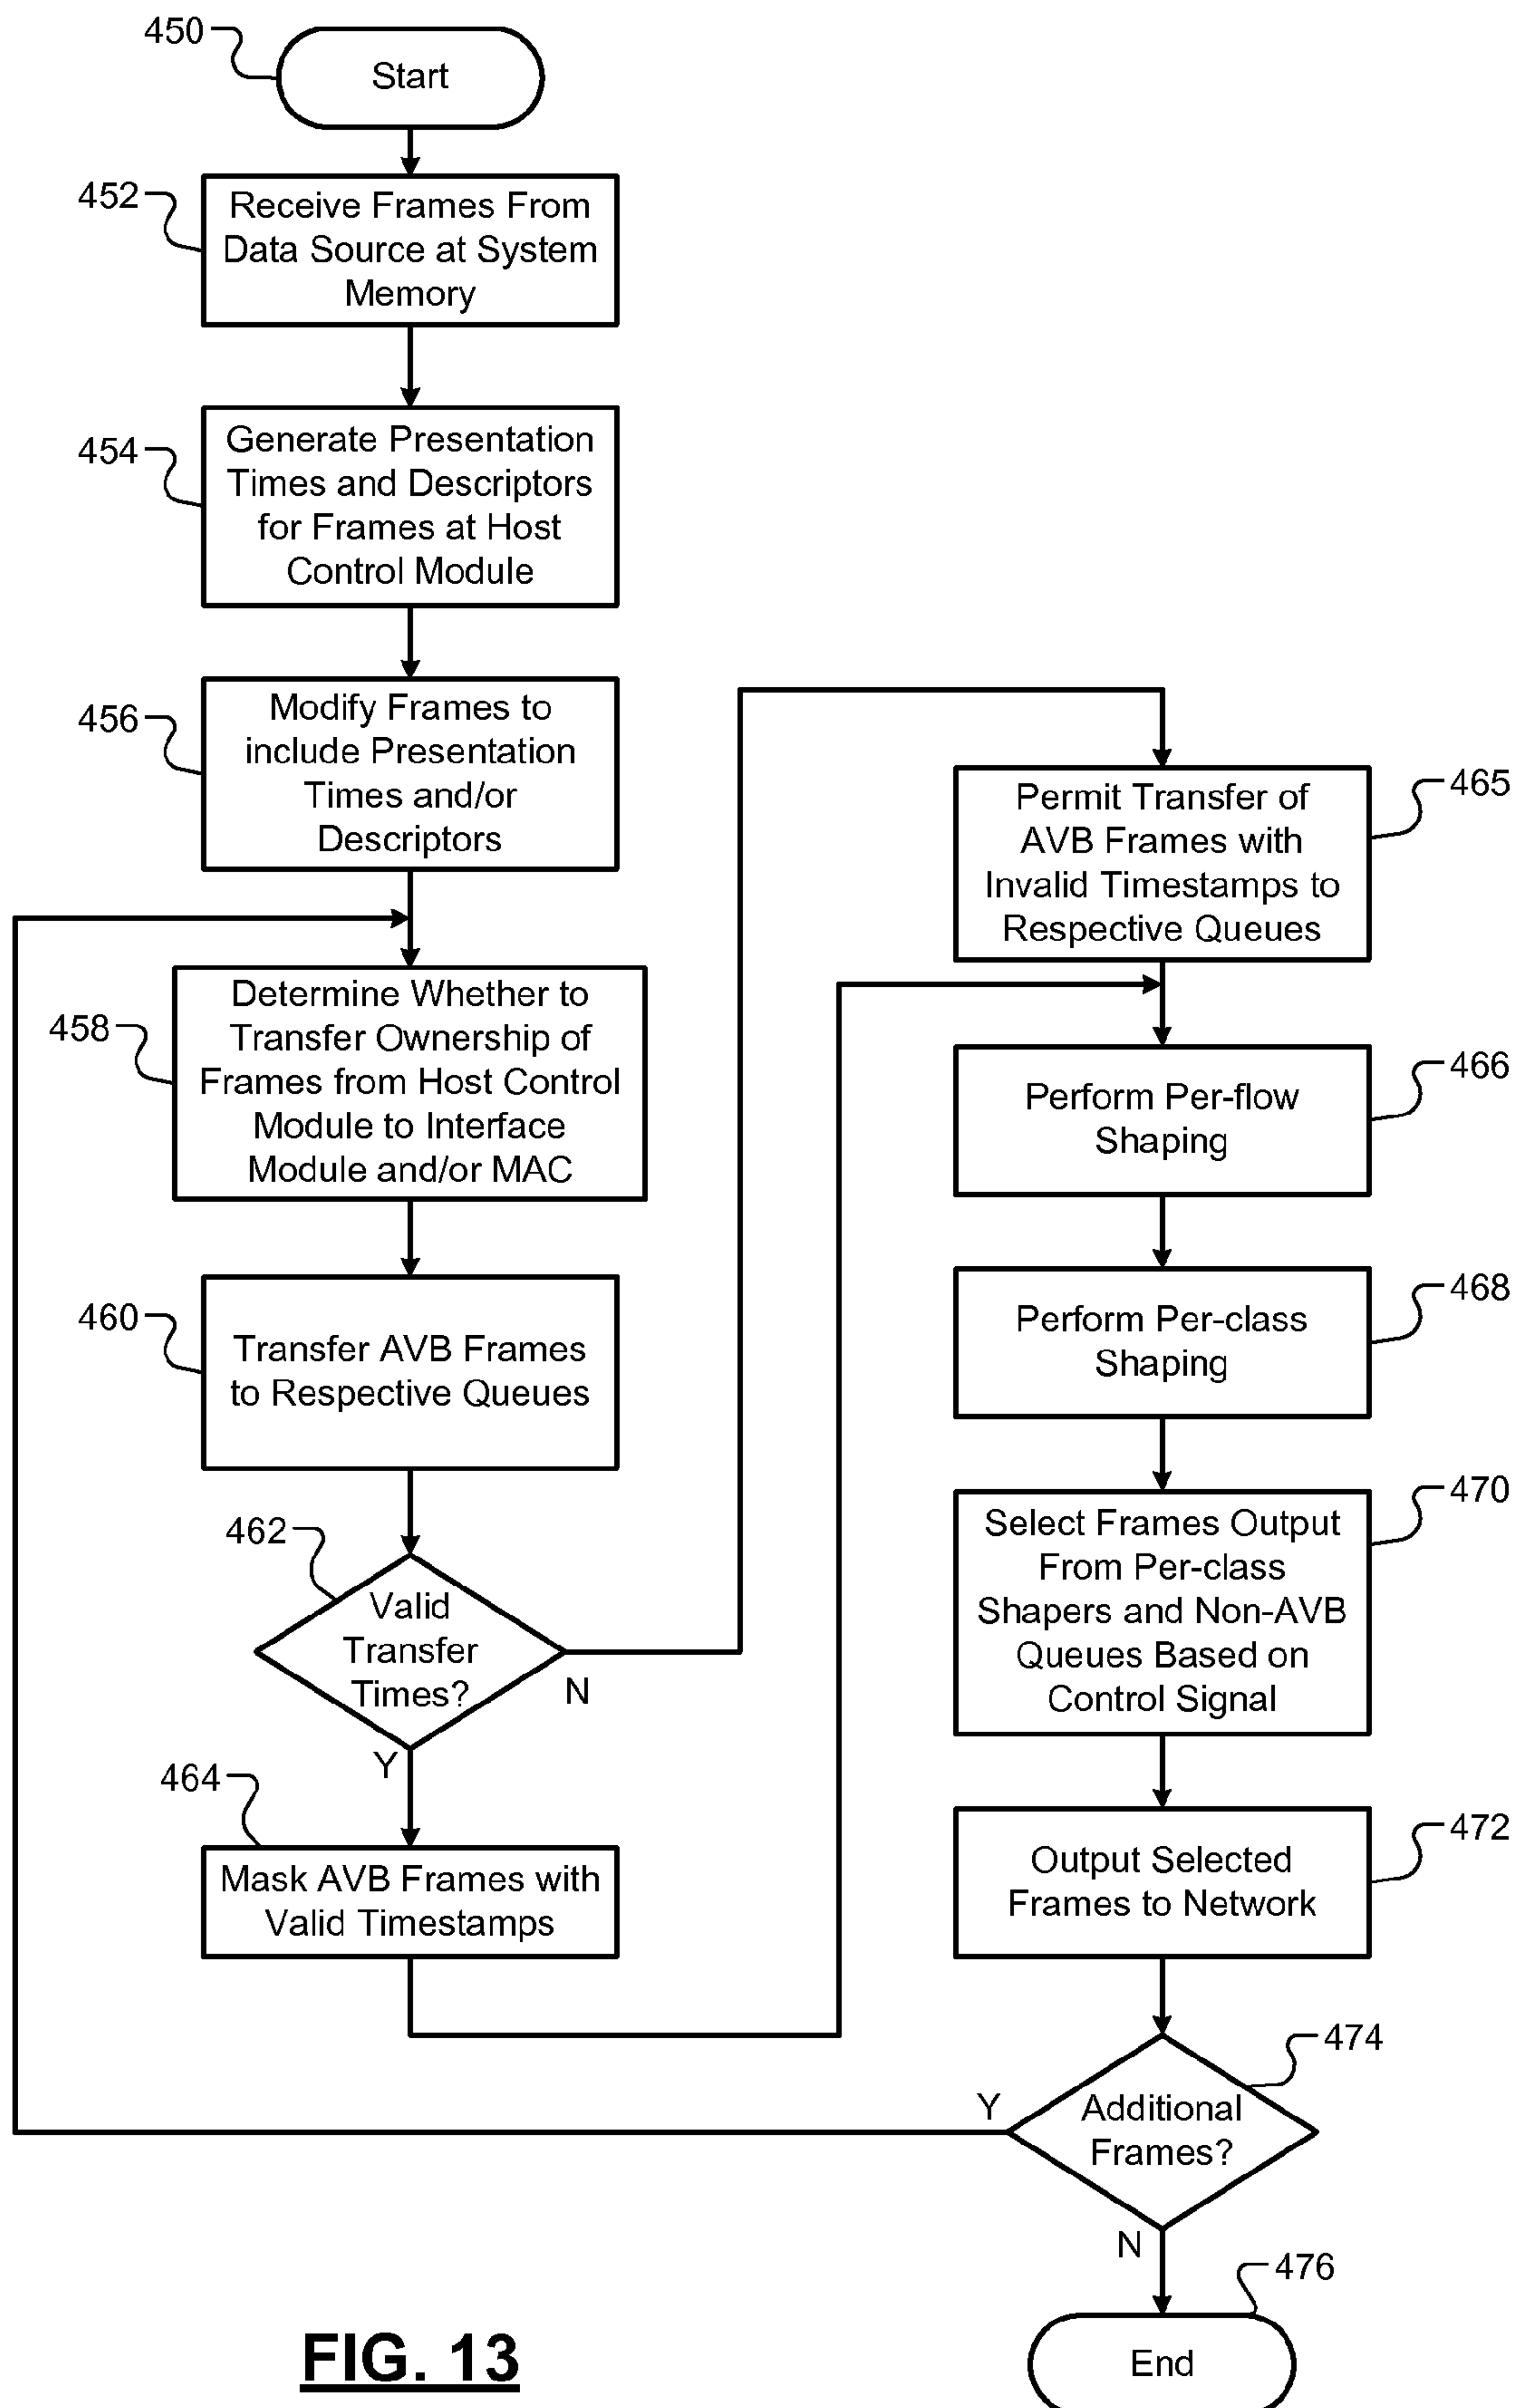 450
Start
452
Receive Frames From
Data Source at System
Memory
454
Generate Presentation
Times and Descriptors
for Frames at Host
Control Module
456
Modify Frames to
include Presentation
Times and/or
Descriptors
458
Determine Whether to
Transfer Ownership of
Frames from Host Control
Module to Interface
Module and/or MAC
460
Transfer AVB Frames
to Respective Queues
462
Valid
Transfer
Times?
N
Y
464
Mask AVB Frames with
Valid Timestamps
465
Permit Transfer of
AVB Frames with
Invalid Timestamps to
Respective Queues
466
Perform Per-flow
Shaping
468
Perform Per-class
Shaping
470
Select Frames Output
From Per-class
Shapers and Non-AVB
Queues Based on
Control Signal
472
Output Selected
Frames to Network
474
Additional
Frames?
Y
N
476
End
FIG. 13